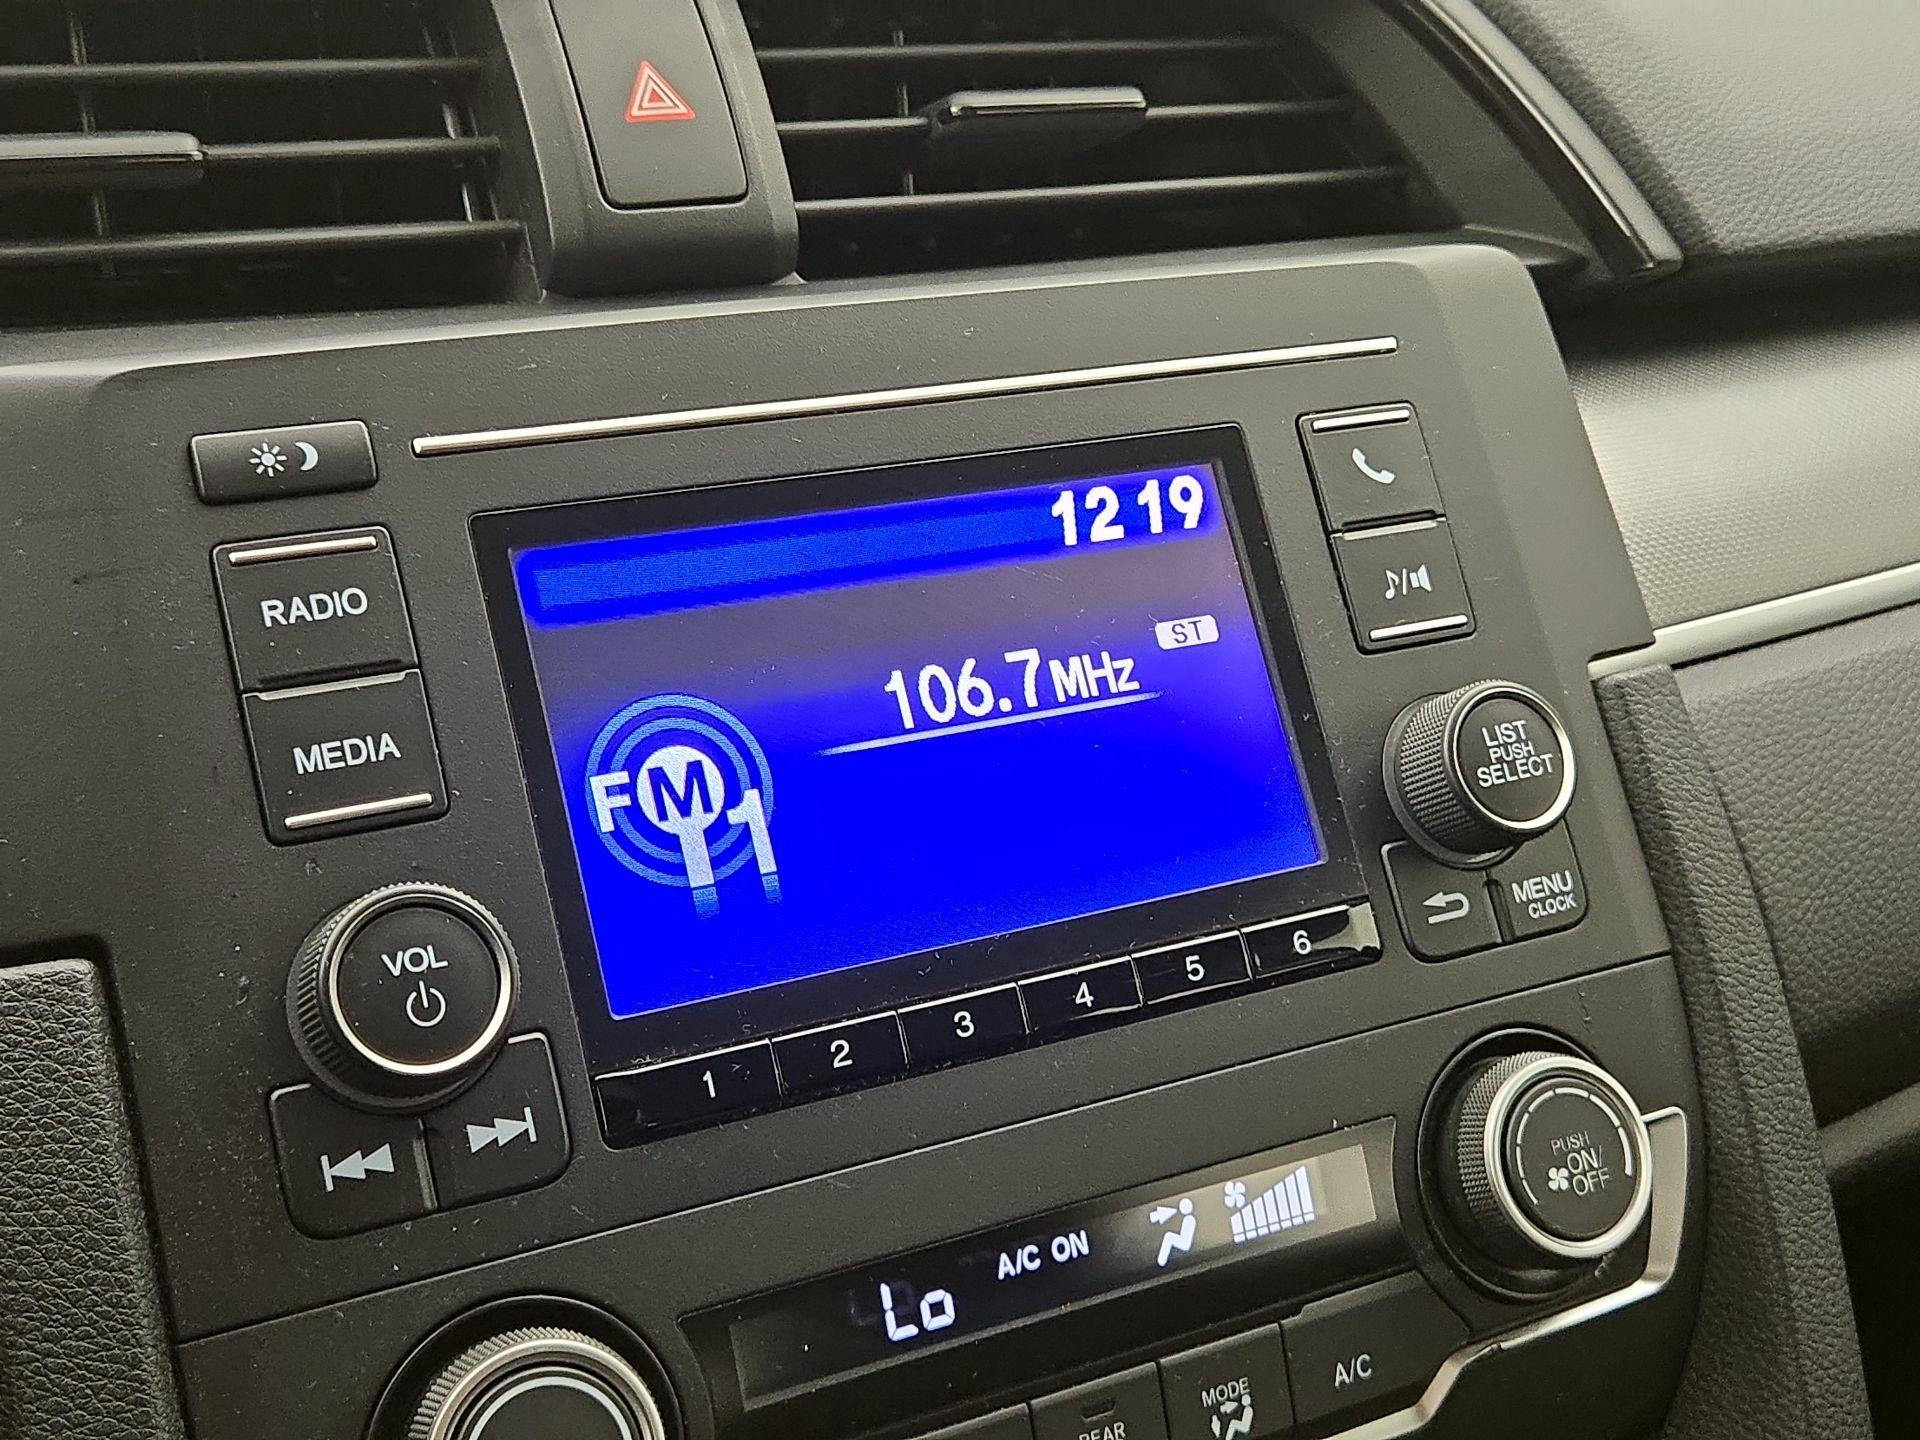 12 19
RADIO
ST
106.7 MHz
MEDIA
LIST
PUSH
SELECT
FM 1
MENU
CLOCK
VOL
1 2 3 4 5 6
PUSH
ON/
OFF
A/C ON
Lo
A/C
MODE
REAR